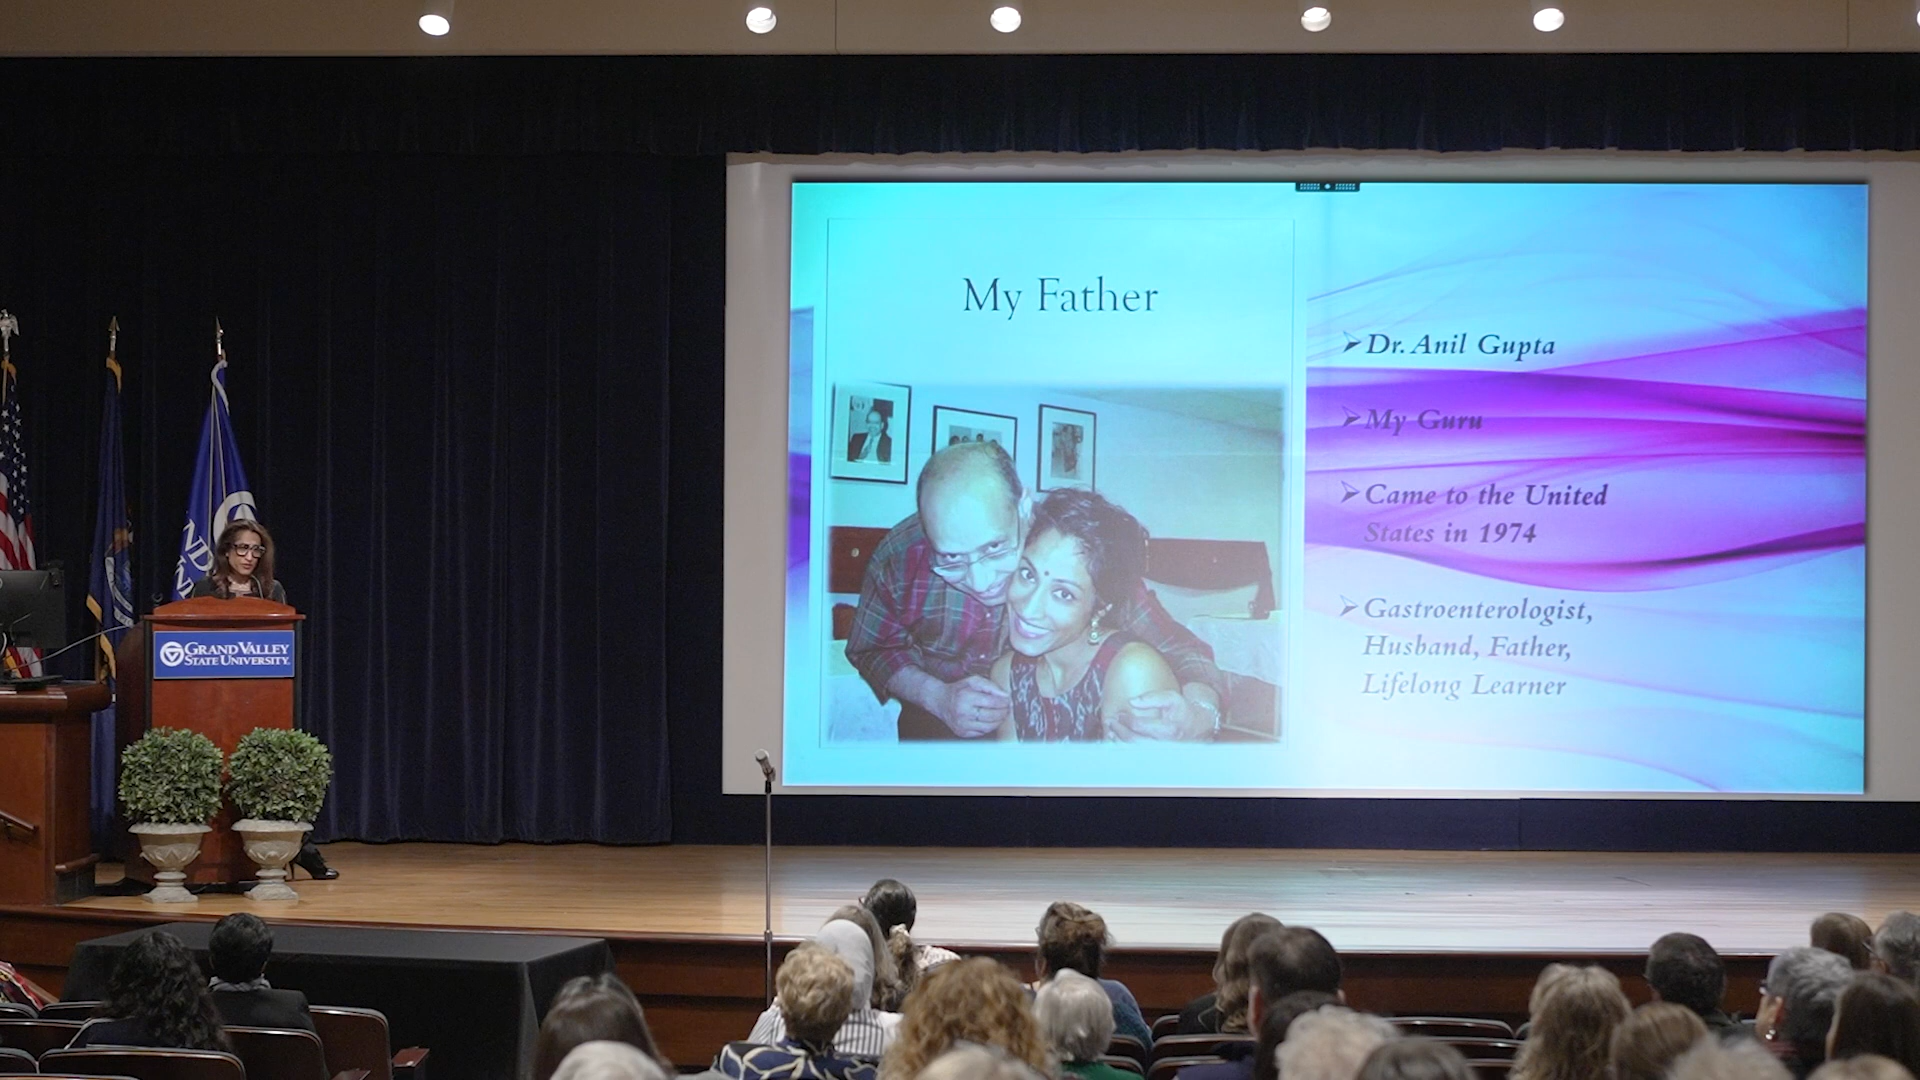 My Father
Dr. Anil Gupta
My Guru
Came to the United
States in 1974
Gastroenterologist,
Husband, Father,
Lifelong Learner
GRAND VALLEY
STATE UNIVERSITY.